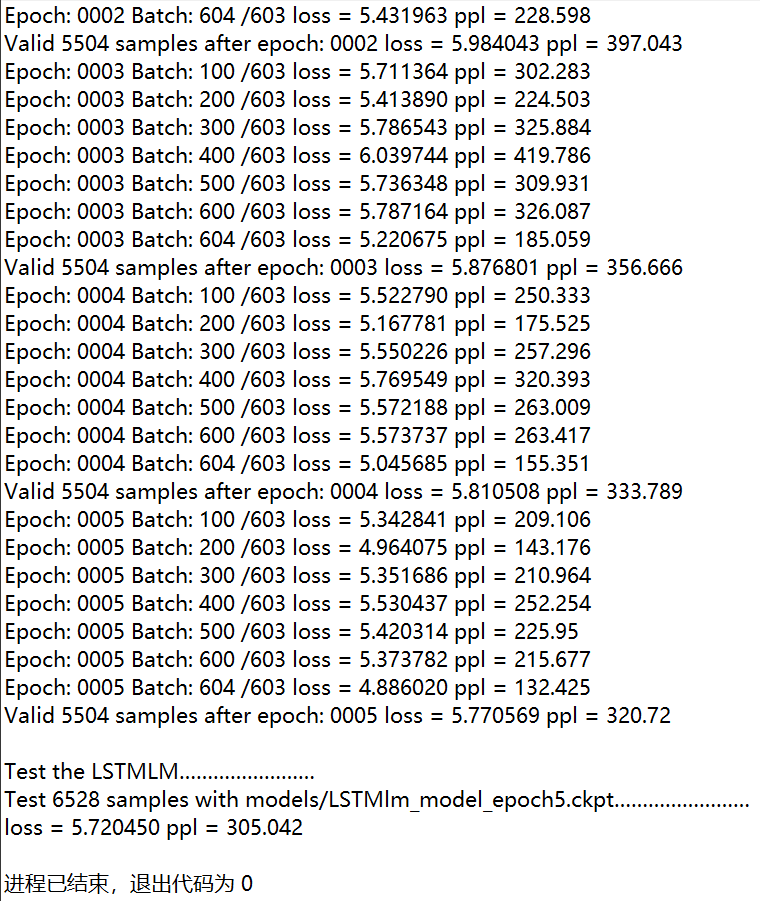 Epoch: 0002 Batch: 604 /603 loss = 5.431963 ppl = 228.598
Valid 5504 samples after epoch: 0002 loss = 5.984043 ppl = 397.043
Epoch: 0003 Batch: 100 /603 loss = 5.711364 ppl = 302.283
Epoch: 0003 Batch: 200 /603 loss = 5.413890 ppl = 224.503
Epoch: 0003 Batch: 300 /603 loss = 5.786543 ppl = 325.884
Epoch: 0003 Batch: 400 /603 loss = 6.039744 ppl = 419.786
Epoch: 0003 Batch: 500 /603 loss = 5.736348 ppl = 309.931
Epoch: 0003 Batch: 600 /603 loss = 5.787164 ppl = 326.087
Epoch: 0003 Batch: 604 /603 loss = 5.220675 ppl = 185.059
Valid 5504 samples after epoch: 0003 loss = 5.876801 ppl = 356.666
Epoch: 0004 Batch: 100 /603 loss = 5.522790 ppl = 250.333
Epoch: 0004 Batch: 200 /603 loss = 5.167781 ppl = 175.525
Epoch: 0004 Batch: 300 /603 loss = 5.550226 ppl = 257.296
Epoch: 0004 Batch: 400 /603 loss = 5.769549 ppl = 320.393
Epoch: 0004 Batch: 500 /603 loss = 5.572188 ppl = 263.009
Epoch: 0004 Batch: 600 /603 loss = 5.573737 ppl = 263.417
Epoch: 0004 Batch: 604 /603 loss = 5.045685 ppl = 155.351
Valid 5504 samples after epoch: 0004 loss = 5.810508 ppl = 333.789
Epoch: 0005 Batch: 100 /603 loss = 5.342841 ppl = 209.106
Epoch: 0005 Batch: 200 /603 loss = 4.964075 ppl = 143.176
Epoch: 0005 Batch: 300 /603 loss = 5.351686 ppl = 210.964
Epoch: 0005 Batch: 400 /603 loss = 5.530437 ppl = 252.254
Epoch: 0005 Batch: 500 /603 loss = 5.420314 ppl = 225.95
Epoch: 0005 Batch: 600 /603 loss = 5.373782 ppl = 215.677
Epoch: 0005 Batch: 604 /603 loss = 4.886020 ppl = 132.425
Valid 5504 samples after epoch: 0005 loss = 5.770569 ppl = 320.72
Test the LSTMLM........................
Test 6528 samples with models/LSTMlm_model_epoch5.ckpt........................
loss = 5.720450 ppl = 305.042
进程已结束，退出代码为 0